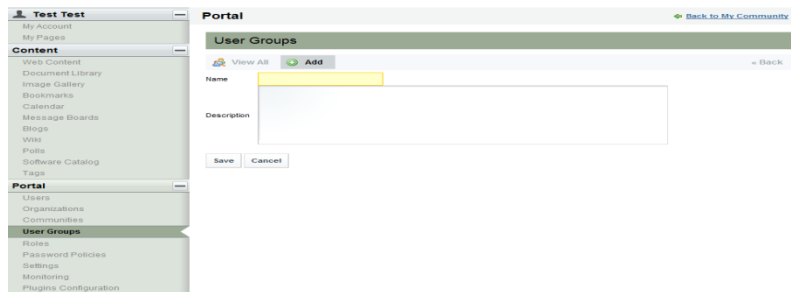 Test Test
My Account
My Pages
Content
Web Content
Document Library
Image Gallery
Bookmarks
Calendar
Message Boards
Blogs
Wiki
Polls
Software Catalog
Tags
Portal
Users
Organizations
Communities
User Groups
Roles
Password Policies
Settings
Monitoring
Plugins Configuration
Portal
Back to My Community
User Groups
View All Add « Back
Name
Description
Save Cancel